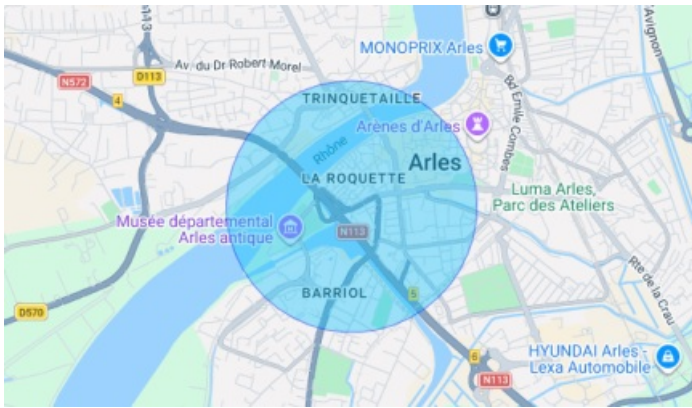 MONOPRIX Arles
Av. du Dr Robert Morel
D113
N572
4
TRINQUETAILLE
Bd Emile Combes
Avignon
Arènes d'Arles
Rhône
Arles
LA ROQUETTE
Luma Arles,
Parc des Ateliers
Musée départemental
Arles antique
N113
Rte de la Crau
BARRIOL
5
D570
6
HYUNDAI Arles -
Lexa Automobile
N113